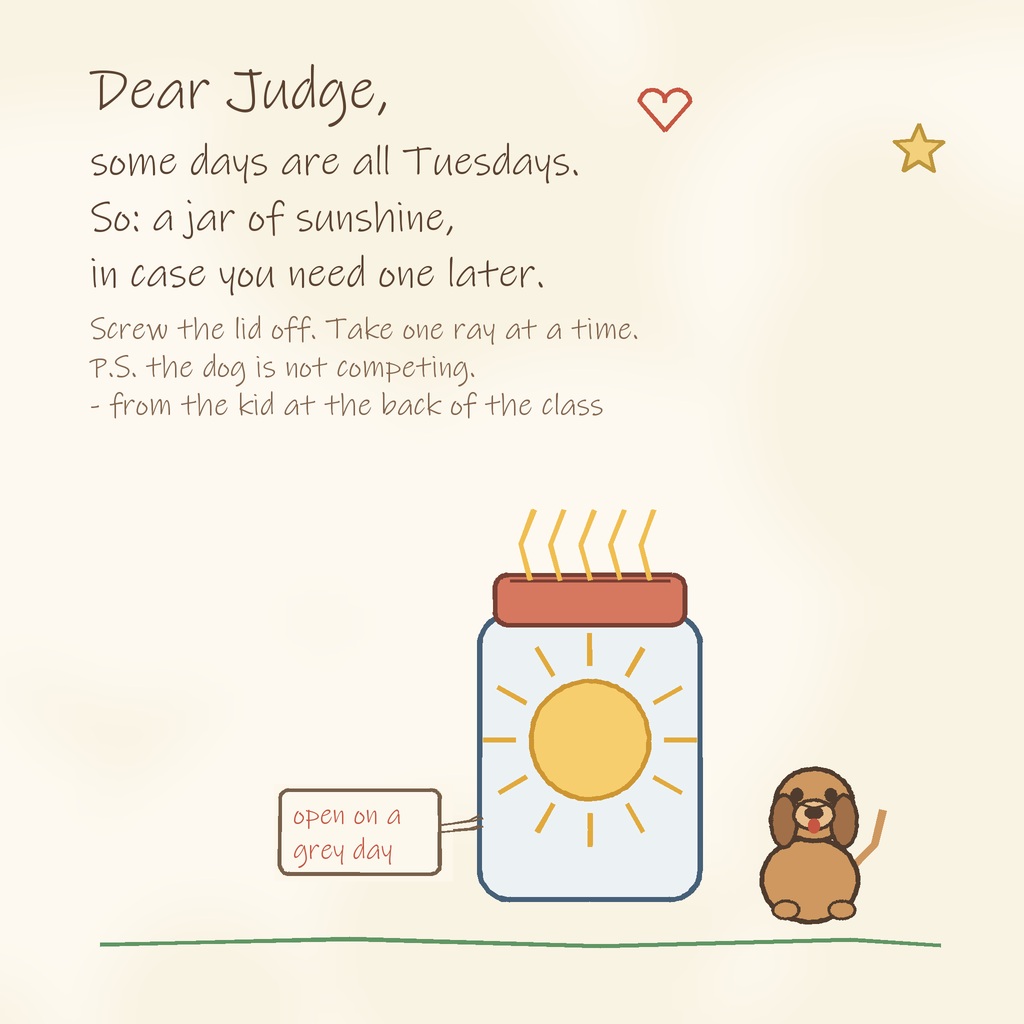 Dear Judge,
some days are all Tuesdays.
So: a jar of sunshine,
in case you need one later.
Screw the lid off. Take one ray at a time.
P.S. the dog is not competing.
- from the kid at the back of the class
open on a
grey day